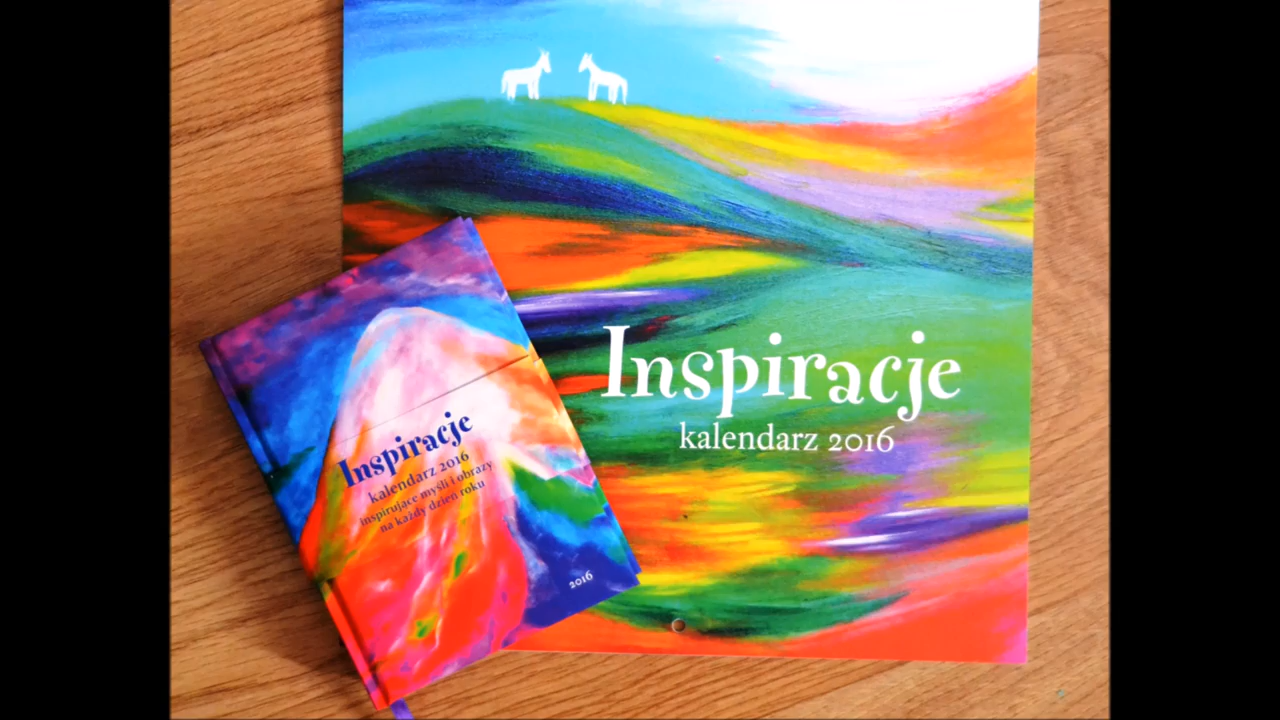 Inspiracje
kalendarz 2016
Inspiracje
kalendarz 2016
inspirujące myśli i obrazy
na każdy dzień roku
2016